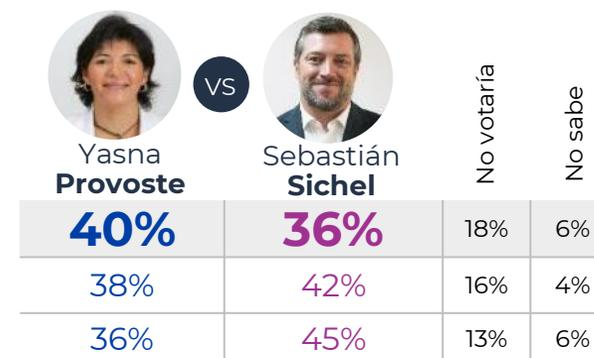 VS
Yasna
Provoste
Sebastián
Sichel
No votaría
No sabe
40% 36% 18% 6%
38% 42% 16% 4%
36% 45% 13% 6%